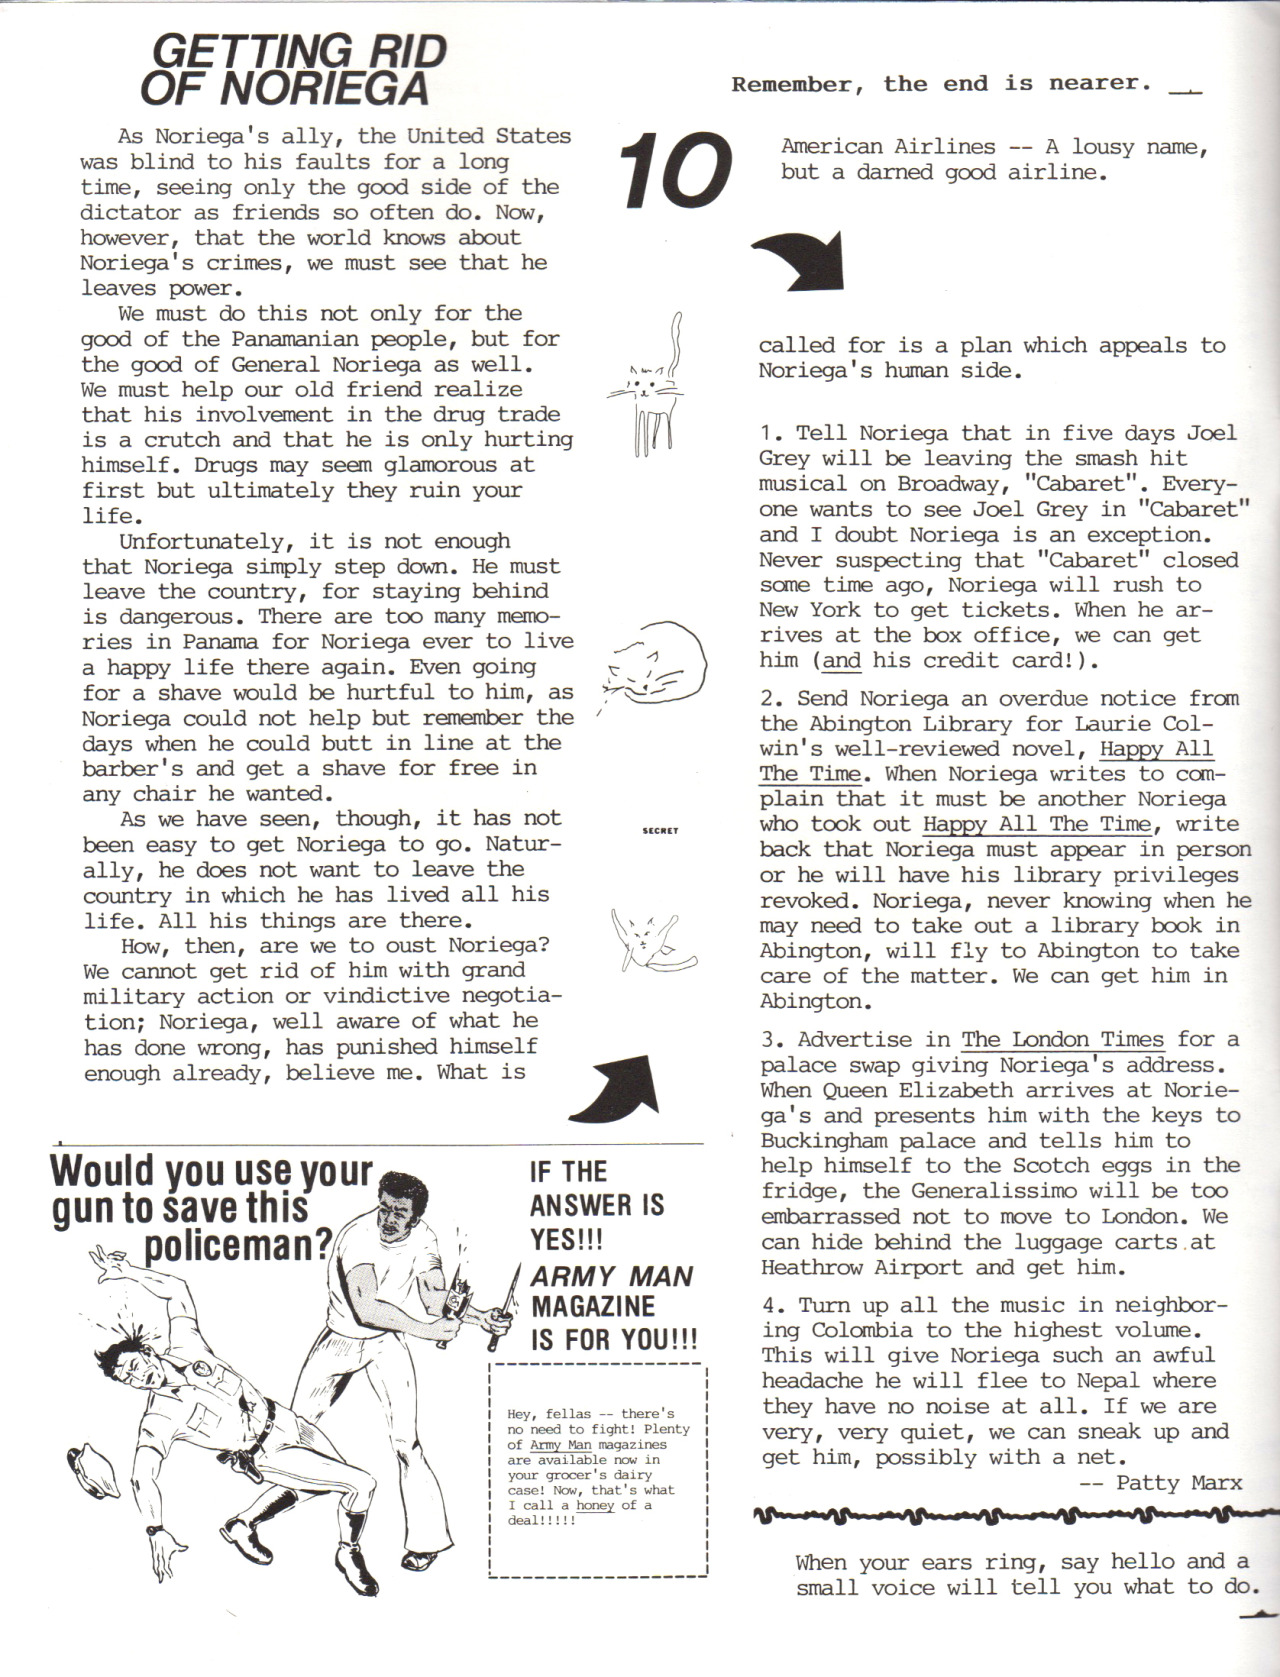 GETTING RID
OF NORIEGA
As Noriega's ally, the United States
was blind to his faults for a long
time, seeing only the good side of the
dictator as friends so often do. Now,
however, that the world knows about
Noriega's crimes, we must see that he
leaves power.
We must do this not only for the
good of the Panamanian people, but for
the good of General Noriega as well.
We must help our old friend realize
that his involvement in the drug trade
is a crutch and that he is only hurting
himself. Drugs may seem glamorous at
first but ultimately they ruin your
life.
Unfortunately, it is not enough
that Noriega simply step down. He must
leave the country, for staying behind
is dangerous. There are too many memo-
ries in Panama for Noriega ever to live
a happy life there again. Even going
for a shave would be hurtful to him, as
Noriega could not help but remember the
days when he could butt in line at the
barber's and get a shave for free in
any chair he wanted.
As we have seen, though, it has not
been easy to get Noriega to go. Natur-
ally, he does not want to leave the
country in which he has lived all his
life. All his things are there.
How, then, are we to oust Noriega?
We cannot get rid of him with grand
military action or vindictive negotia-
tion; Noriega, well aware of what he
has done wrong, has punished himself
enough already, believe me. What is
called for is a plan which appeals to
Noriega's human side.
1. Tell Noriega that in five days Joel
Grey will be leaving the smash hit
musical on Broadway, "Cabaret". Every-
one wants to see Joel Grey in "Cabaret"
and I doubt Noriega is an exception.
Never suspecting that "Cabaret" closed
some time ago, Noriega will rush to
New York to get tickets. When he ar-
rives at the box office, we can get
him (and his credit card!).
2. Send Noriega an overdue notice from
the Abington Library for Laurie Col-
win's well-reviewed novel, Happy All
The Time. When Noriega writes to com-
plain that it must be another Noriega
who took out Happy All The Time, write
back that Noriega must appear in person
or he will have his library privileges
revoked. Noriega, never knowing when he
may need to take out a library book in
Abington, will fly to Abington to take
care of the matter. We can get him in
Abington.
3. Advertise in The London Times for a
palace swap giving Noriega's address.
When Queen Elizabeth arrives at Norie-
ga's and presents him with the keys to
Buckingham palace and tells him to
help himself to the Scotch eggs in the
fridge, the Generalissimo will be too
embarrassed not to move to London. We
can hide behind the luggage carts at
Heathrow Airport and get him.
4. Turn up all the music in neighbor-
ing Colombia to the highest volume.
This will give Noriega such an awful
headache he will flee to Nepal where
they have no noise at all. If we are
very, very quiet, we can sneak up and
get him, possibly with a net.
-- Patty Marx
Remember, the end is nearer.
10
American Airlines -- A lousy name,
but a darned good airline.
SECRET
Would you use your
gun to save this
policeman?
IF THE
ANSWER IS
YES!!!
ARMY MAN
MAGAZINE
IS FOR YOU!!!
Hey, fellas -- there's
no need to fight! Plenty
of Army Man magazines
are available now in
your grocer's dairy
case! Now, that's what
I call a honey of a
deal!!!!!
When your ears ring, say hello and a
small voice will tell you what to do.